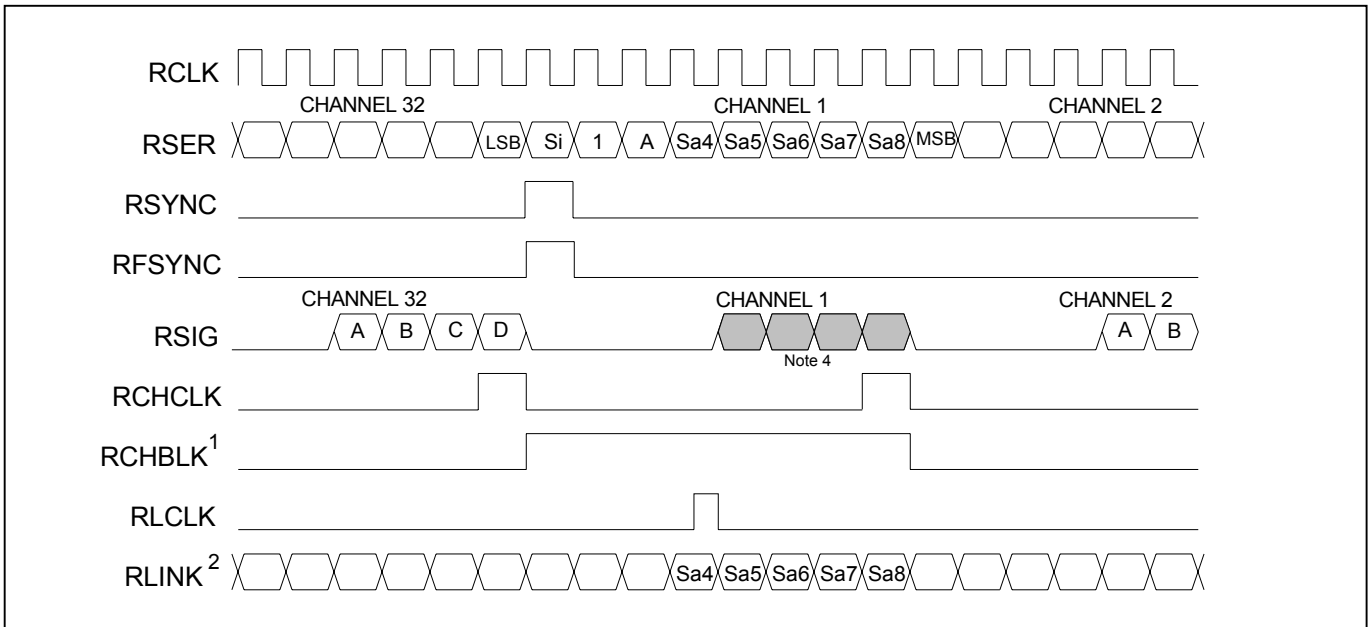 RCLK
CHANNEL 32 CHANNEL 1 CHANNEL 2
RSER LSB Si 1 A Sa4 Sa5 Sa6 Sa7 Sa8 MSB
RSYNC
RFSYNC
CHANNEL 32 CHANNEL 1 CHANNEL 2
RSIG A B C D A B
Note 4
RCHCLK
RCHBLK¹
RLCLK
RLINK² Sa4 Sa5 Sa6 Sa7 Sa8